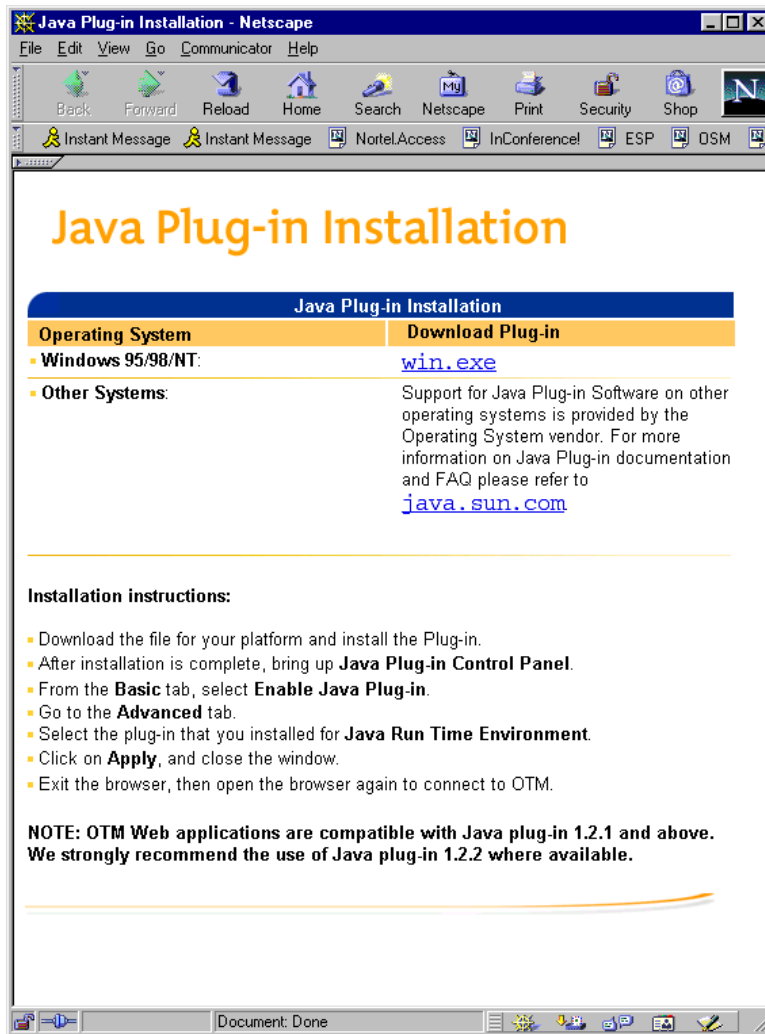 Java Plug-in Installation - Netscape
File Edit View Go Communicator Help
Back Forward Reload Home Search Netscape Print Security Shop
My
N
Instant Message Instant Message Nortel.Access InConference! ESP OSM
Java Plug-in Installation
Java Plug-in Installation
Operating System Download Plug-in
Windows 95/98/NT: win.exe
Other Systems: Support for Java Plug-in Software on other
operating systems is provided by the
Operating System vendor. For more
information on Java Plug-in documentation
and FAQ please refer to
java.sun.com
Installation instructions:
Download the file for your platform and install the Plug-in.
After installation is complete, bring up Java Plug-in Control Panel.
From the Basic tab, select Enable Java Plug-in.
Go to the Advanced tab.
Select the plug-in that you installed for Java Run Time Environment.
Click on Apply, and close the window.
Exit the browser, then open the browser again to connect to OTM.
NOTE: OTM Web applications are compatible with Java plug-in 1.2.1 and above.
We strongly recommend the use of Java plug-in 1.2.2 where available.
Document: Done